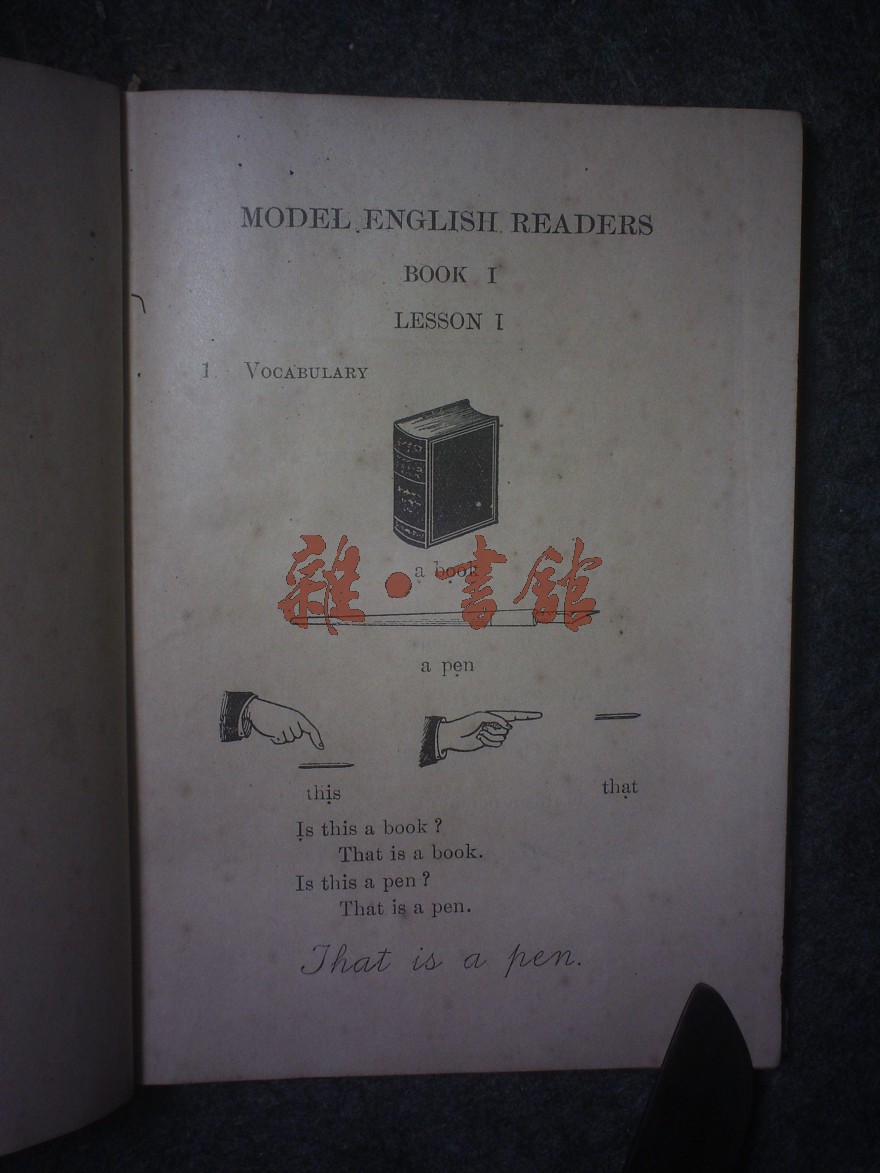 MODEL ENGLISH READERS
BOOK I
LESSON I
1 VOCABULARY
a book
雜·書館
a pen
this
that
Is this a book?
That is a book.
Is this a pen?
That is a pen.
That is a pen.